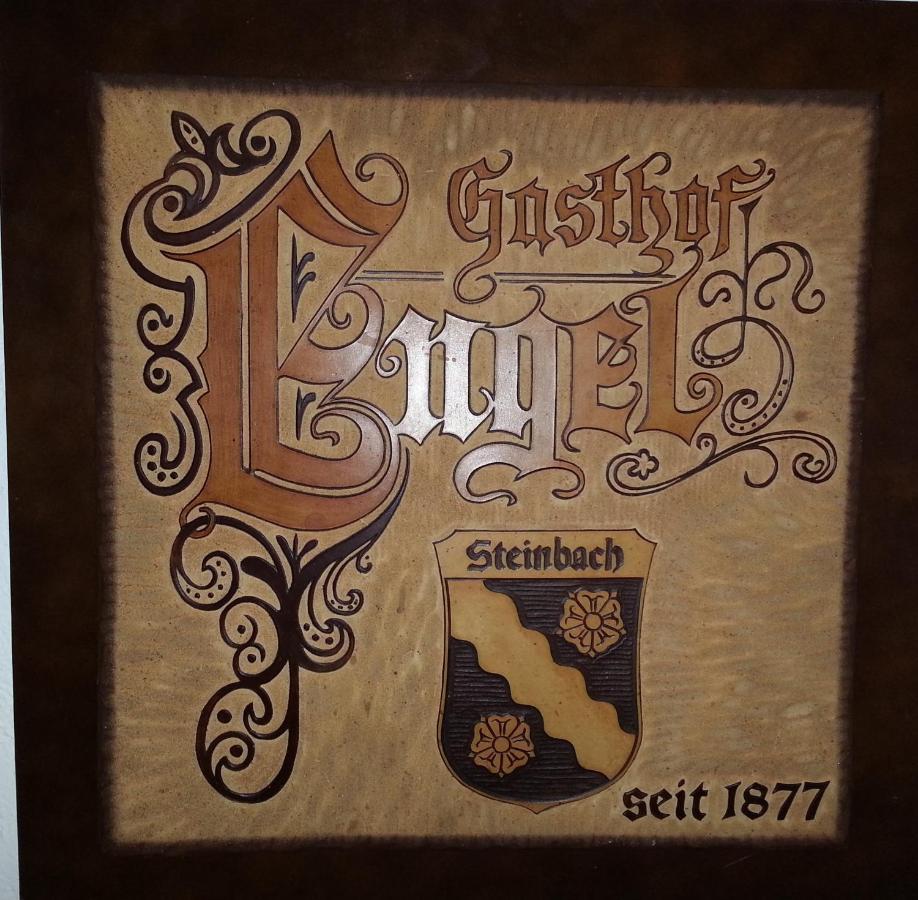 Gasthof
Engel
Steinbach
seit 1877